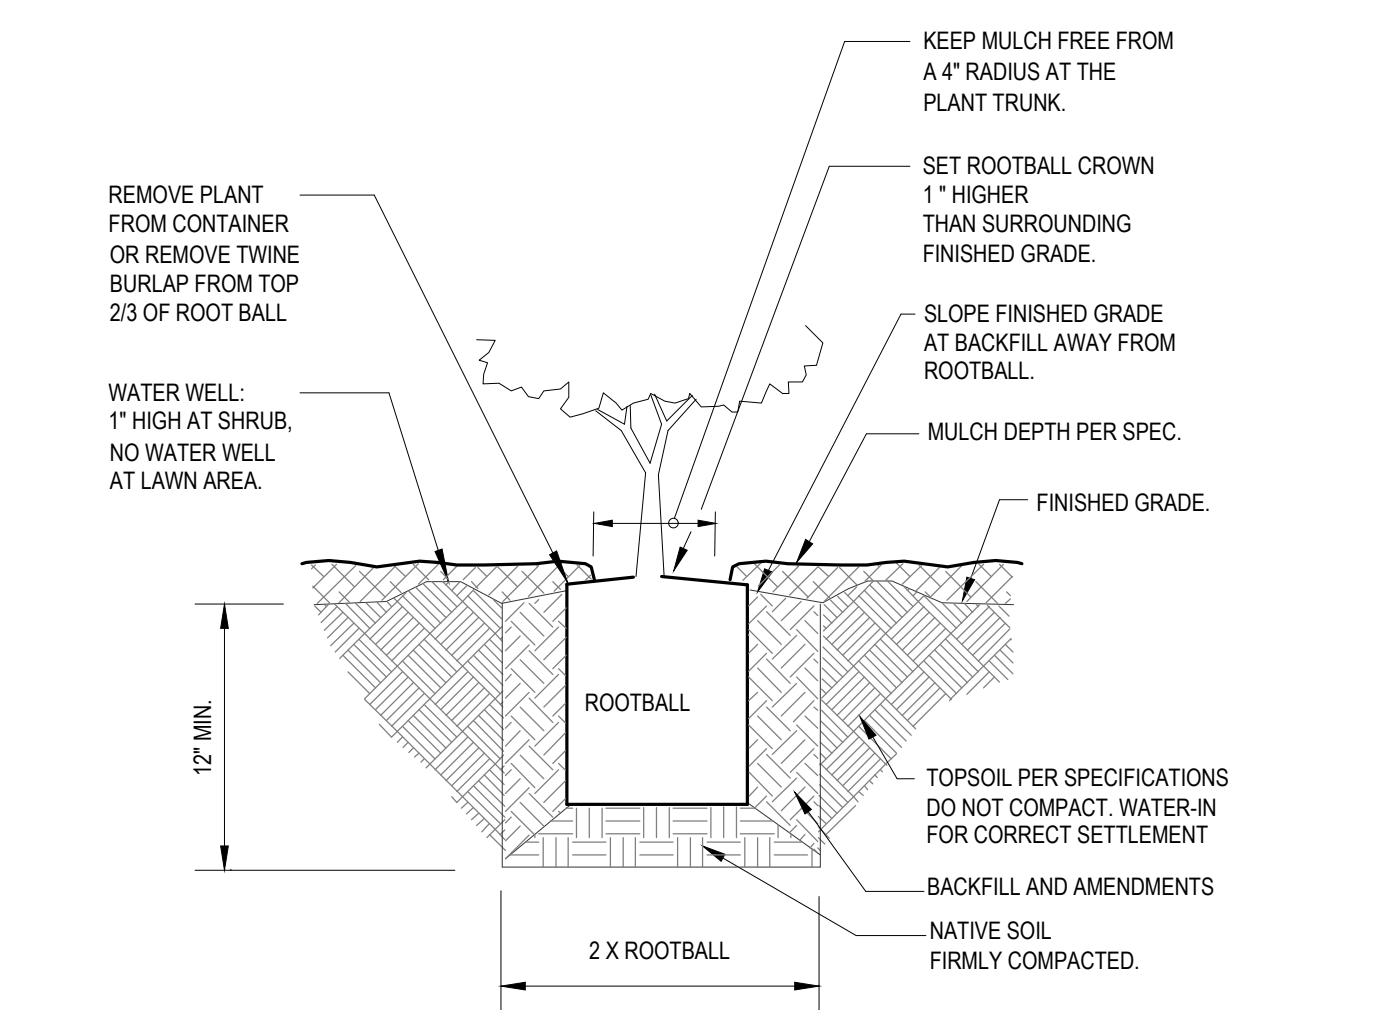 KEEP MULCH FREE FROM
A 4" RADIUS AT THE
PLANT TRUNK.
SET ROOTBALL CROWN
1 " HIGHER
THAN SURROUNDING
FINISHED GRADE.
REMOVE PLANT
FROM CONTAINER
OR REMOVE TWINE
BURLAP FROM TOP
2/3 OF ROOT BALL
SLOPE FINISHED GRADE
AT BACKFILL AWAY FROM
ROOTBALL.
WATER WELL:
1" HIGH AT SHRUB,
NO WATER WELL
AT LAWN AREA.
MULCH DEPTH PER SPEC.
FINISHED GRADE.
ROOTBALL
12" MIN.
TOPSOIL PER SPECIFICATIONS
DO NOT COMPACT. WATER-IN
FOR CORRECT SETTLEMENT
BACKFILL AND AMENDMENTS
NATIVE SOIL
FIRMLY COMPACTED.
2 X ROOTBALL